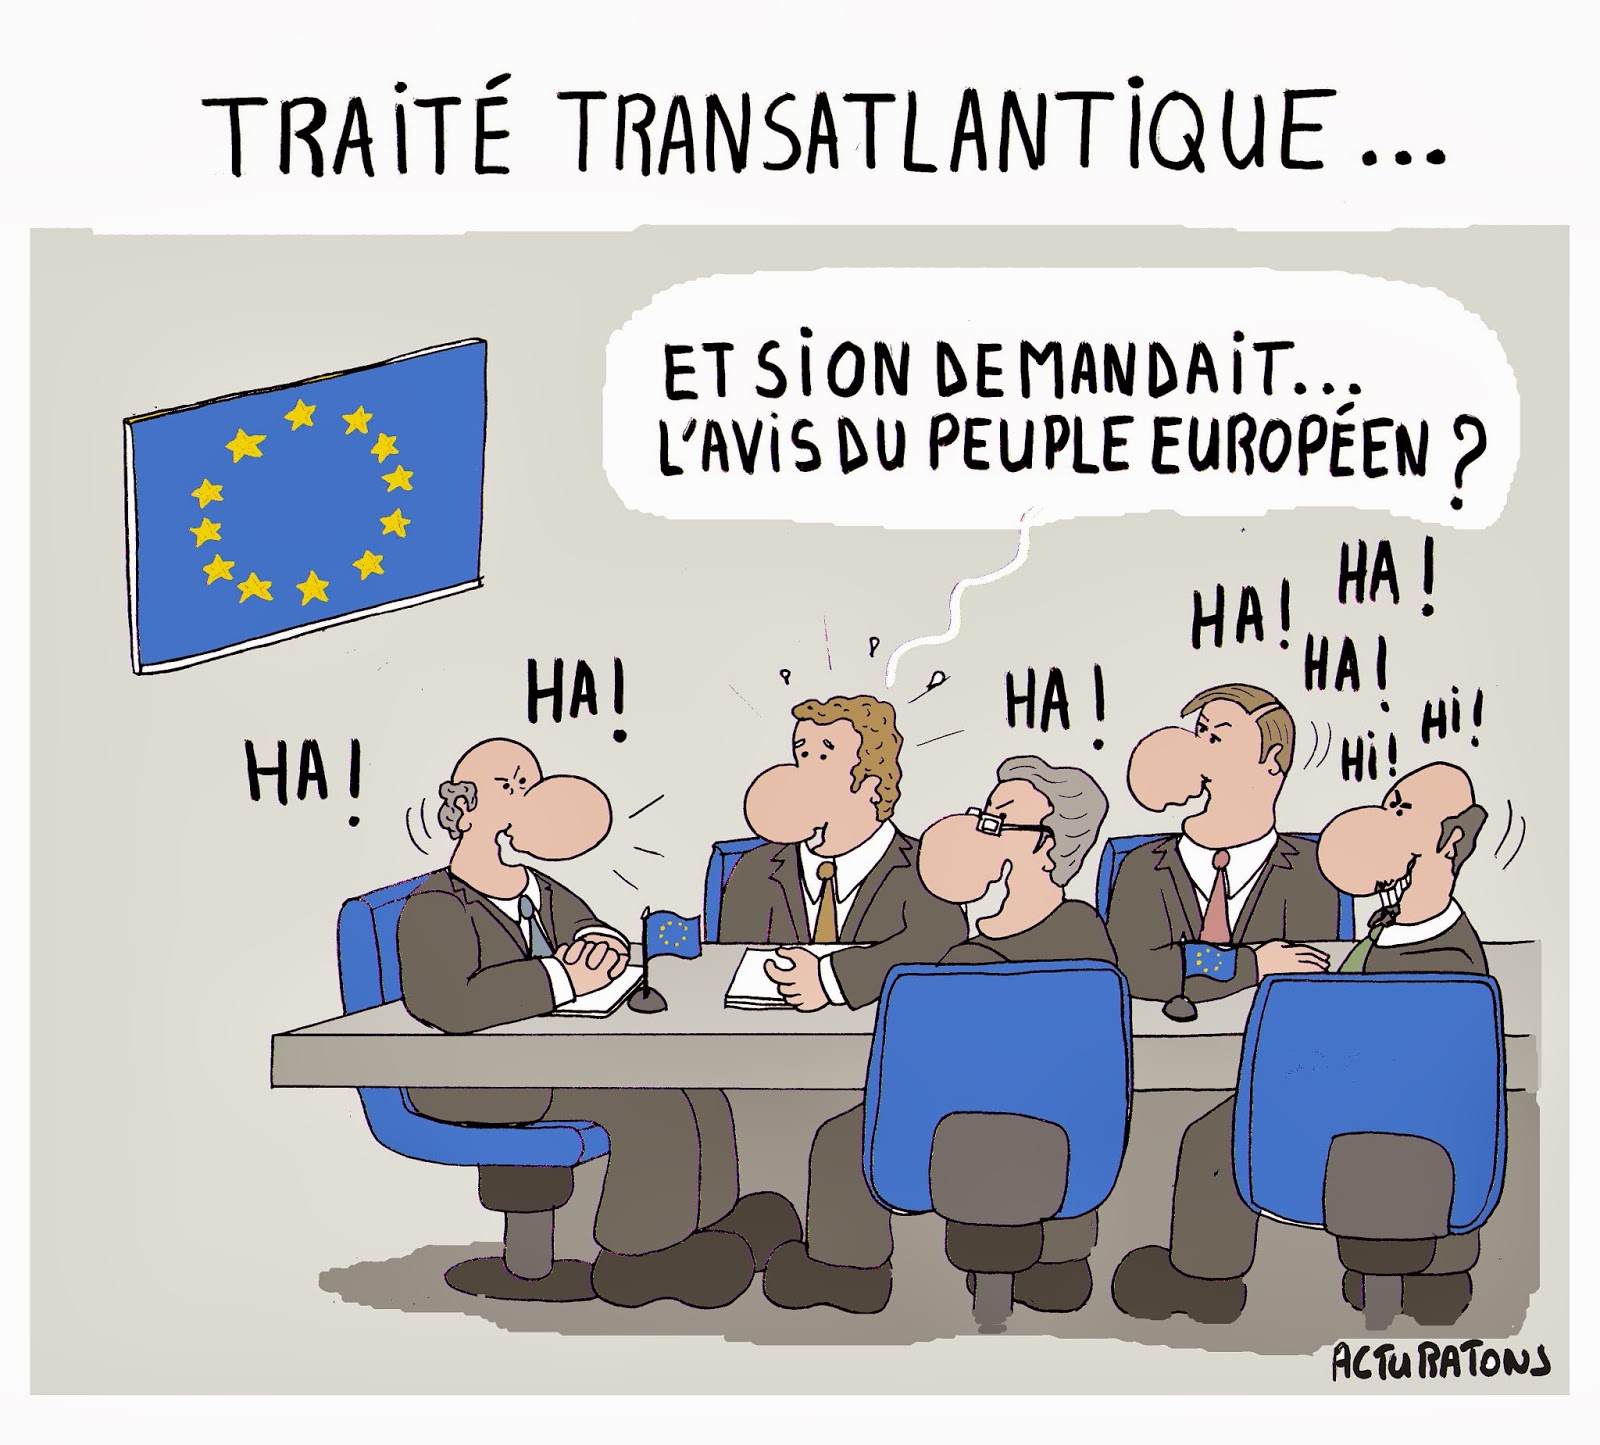 TRAITÉ TRANSATLANTIQUE...
ET SI ON DEMANDAIT...
L'AVIS DU PEUPLE EUROPÉEN ?
HA !
HA !
HA !
HA !
HA !
HA !
HI !
HI !
ACTURATONS